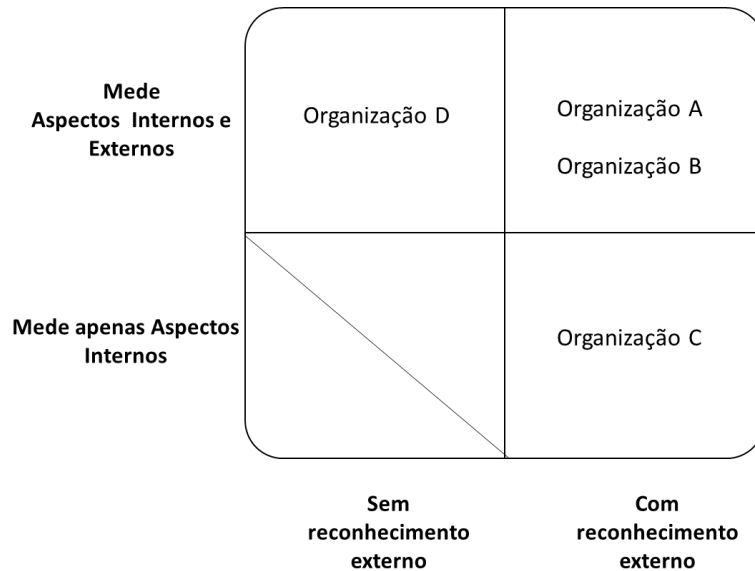 Mede
Aspectos Internos e
Externos
Organização D
Organização A
Organização B
Mede apenas Aspectos
Internos
Organização C
Sem
reconhecimento
externo
Com
reconhecimento
externo